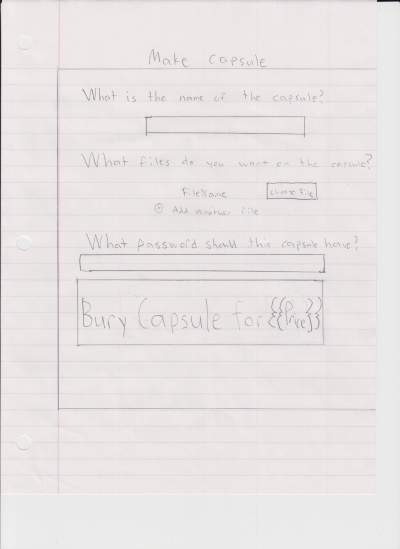 Make Capsule
What is the name of the capsule?
What files do you want on the capsule?
FileName choose file
+ Add another file
What password should this capsule have?
Bury Capsule for {{Price}}